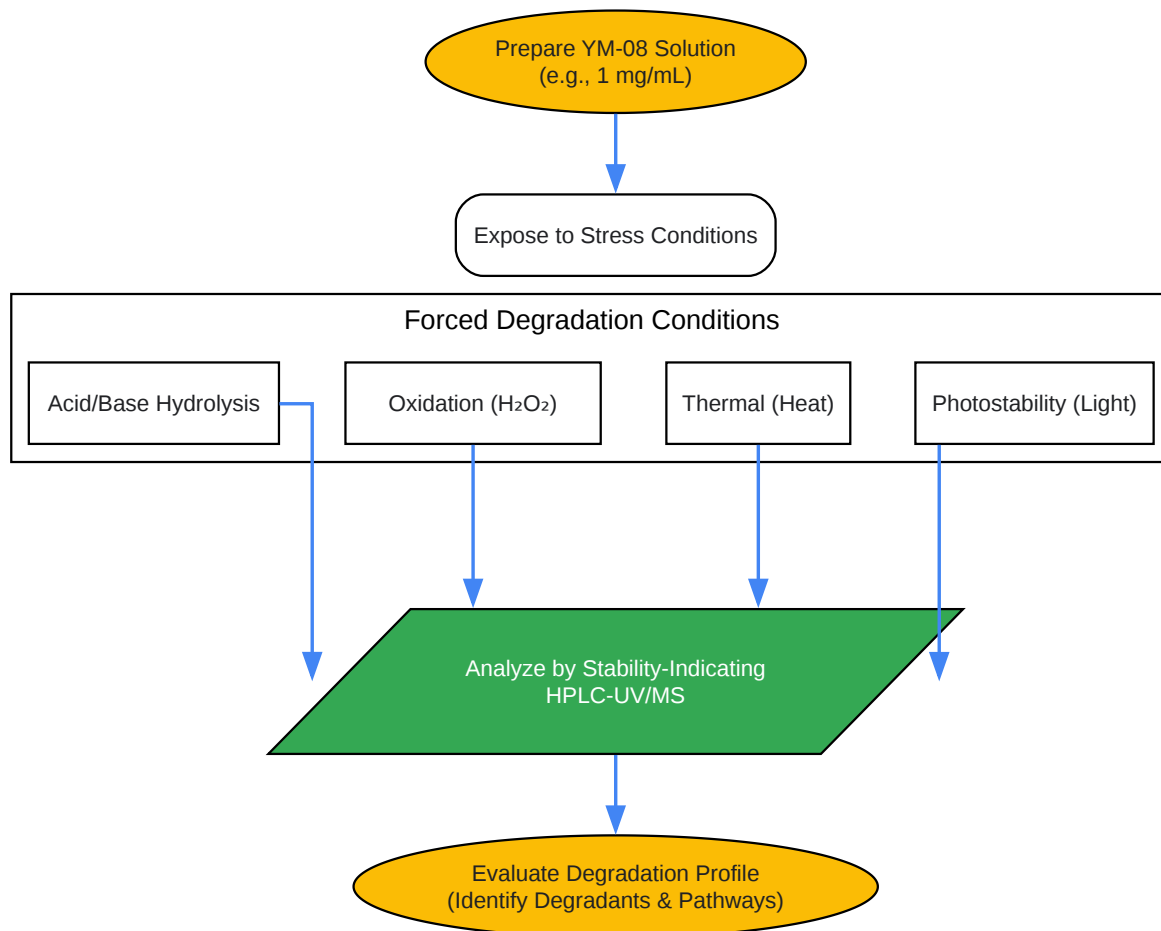 Prepare YM-08 Solution
(e.g., 1 mg/mL)
Expose to Stress Conditions
Forced Degradation Conditions
Acid/Base Hydrolysis
Oxidation (H₂O₂)
Thermal (Heat)
Photostability (Light)
Analyze by Stability-Indicating
HPLC-UV/MS
Evaluate Degradation Profile
(Identify Degradants & Pathways)